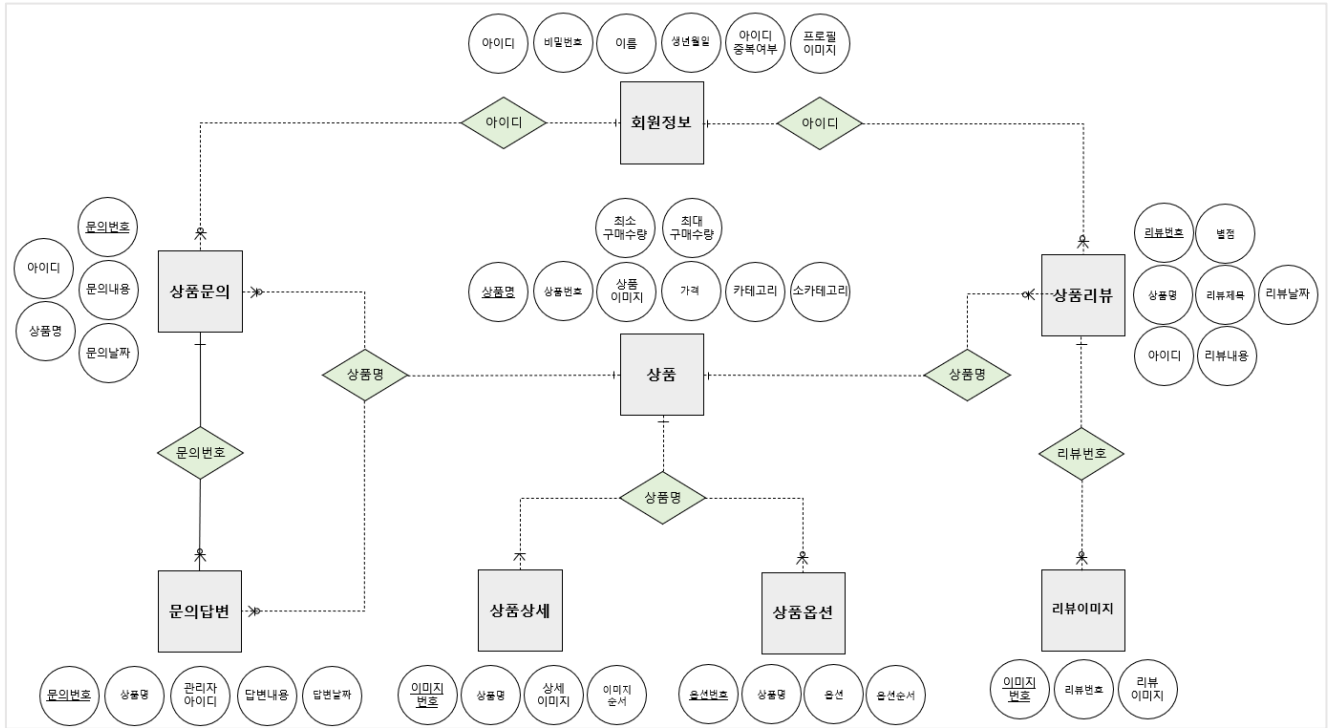 아이디
비밀번호
이름
생년월일
아이디
중복여부
프로필
이미지
아이디
회원정보
아이디
문의번호
아이디
문의내용
상품명
문의날짜
상품문의
최소
구매수량
최대
구매수량
상품명
상품번호
상품
이미지
가격
카테고리
소카테고리
상품리뷰
리뷰번호
별점
상품명
리뷰제목
리뷰날짜
아이디
리뷰내용
상품명
상품
상품명
문의번호
상품명
리뷰번호
문의답변
상품상세
상품옵션
리뷰이미지
문의번호
상품명
관리자
아이디
답변내용
답변날짜
이미지
번호
상품명
상세
이미지
이미지
순서
옵션번호
상품명
옵션
옵션순서
이미지
번호
리뷰번호
리뷰
이미지